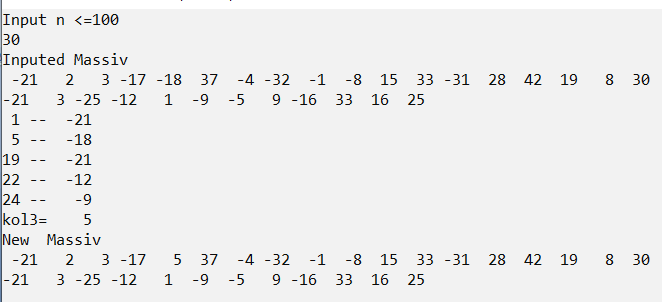 Input n <=100
30
Inputed Massiv
 -21   2   3 -17 -18  37  -4 -32  -1  -8  15  33 -31  28  42  19   8  30
-21   3 -25 -12   1  -9  -5   9 -16  33  16  25
 1 --  -21
 5 --  -18
19 --  -21
22 --  -12
24 --   -9
kol3=    5
New  Massiv
 -21   2   3 -17   5  37  -4 -32  -1  -8  15  33 -31  28  42  19   8  30
-21   3 -25 -12   1  -9  -5   9 -16  33  16  25